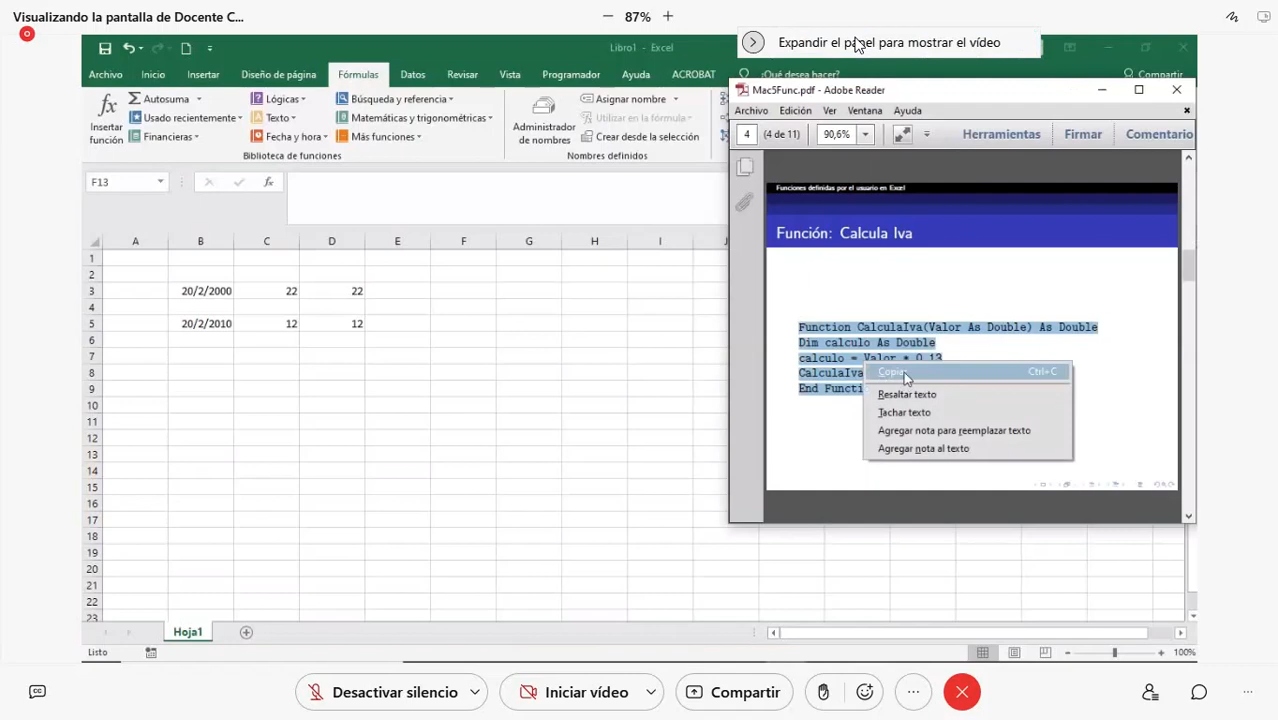 Visualizando la pantalla de Docente C...
87%
Expandir el panel para mostrar el vídeo
Libro1 - Excel
Archivo Inicio Insertar Diseño de página Fórmulas Datos Revisar Vista Programador Ayuda ACROBAT ¿Qué desea hacer? Compartir
Insertar función
Autosuma
Usado recientemente
Financieras
Lógicas
Texto
Fecha y hora
Búsqueda y referencia
Matemáticas y trigonométricas
Más funciones
Biblioteca de funciones
Administrador de nombres
Asignar nombre
Utilizar en la fórmula
Crear desde la selección
Nombres definidos
F13
fx
A B C D E F G H I J
1
2
3 20/2/2000 22 22
4
5 20/2/2010 12 12
6
7
8
9
10
11
12
13
14
15
16
17
18
19
20
21
22
23
Hoja1
Listo
100%
Mac5Func.pdf - Adobe Reader
Archivo Edición Ver Ventana Ayuda
4 (4 de 11) 90,6% Herramientas Firmar Comentario
Funciones definidas por el usuario en Excel
Función: Calcula Iva
Function CalculaIva(Valor As Double) As Double
Dim calculo As Double
calculo = Valor * 0.13
CalculaIva
End Functi
Copiar Ctrl+C
Resaltar texto
Tachar texto
Agregar nota para reemplazar texto
Agregar nota al texto
Desactivar silencio
Iniciar vídeo
Compartir